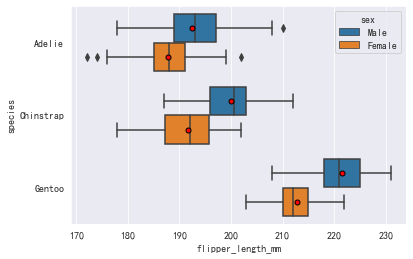 sex
Male
Female
Adelie
Chinstrap
Gentoo
species
170 180 190 200 210 220 230
flipper_length_mm